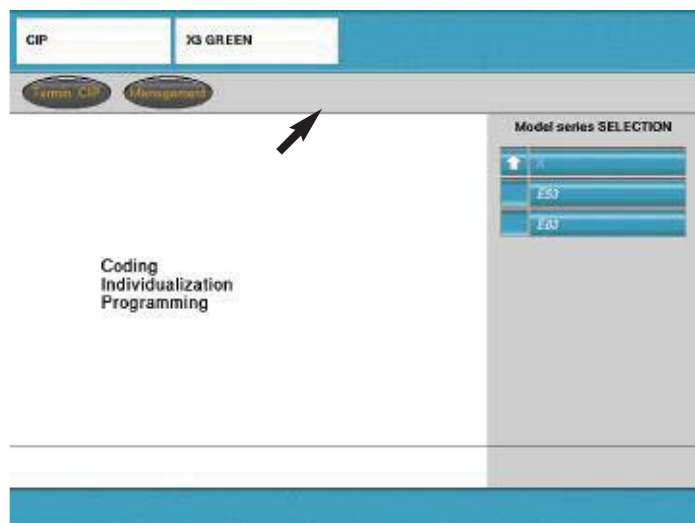 CIP
X3 GREEN
Termin. CIP
Management
Model series SELECTION
X
E53
E83
Coding
Individualization
Programming